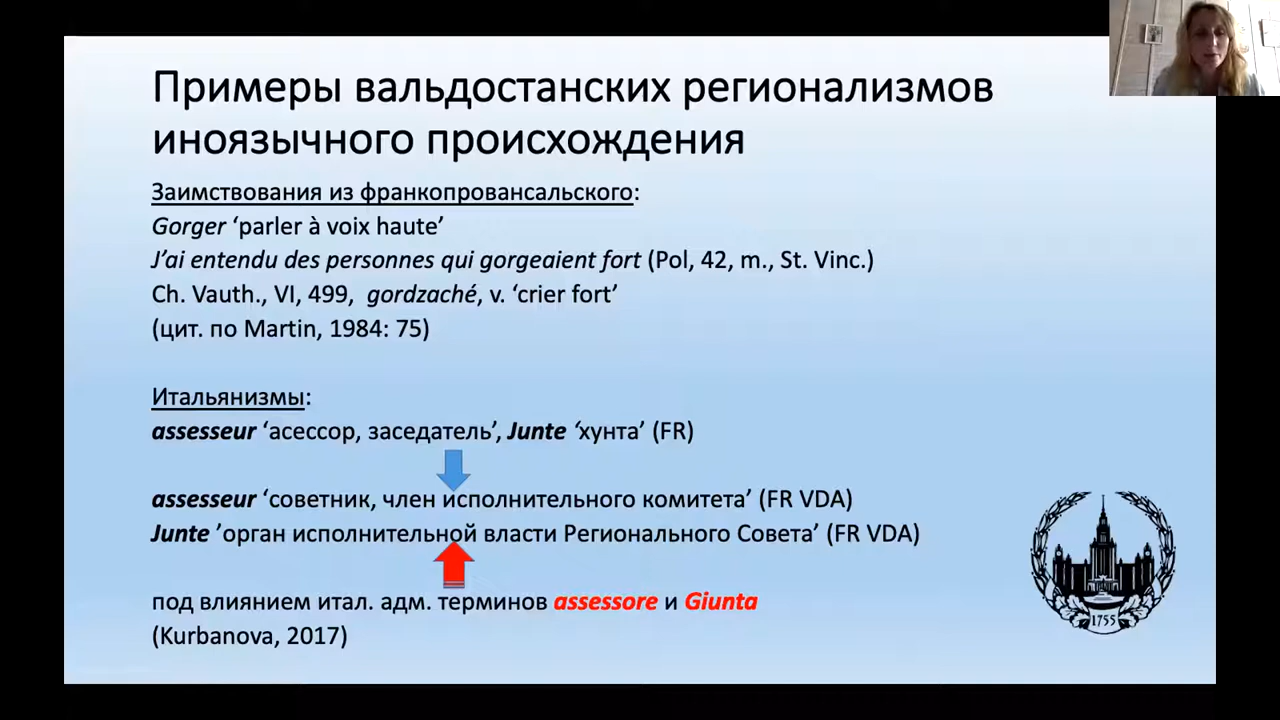 Примеры вальдостанских регионализмов
иноязычного происхождения
Заимствования из франкопровансальского:
Gorger ‘parler à voix haute’
J’ai entendu des personnes qui gorgeaient fort (Pol, 42, m., St. Vinc.)
Ch. Vauth., VI, 499, gordzaché, v. ‘crier fort’
(цит. по Martin, 1984: 75)
Итальянизмы:
assesseur ‘асессор, заседатель’, Junte ‘хунта’ (FR)
assesseur ‘советник, член исполнительного комитета’ (FR VDA)
Junte ’орган исполнительной власти Регионального Совета’ (FR VDA)
под влиянием итал. адм. терминов assessore и Giunta
(Kurbanova, 2017)
1755